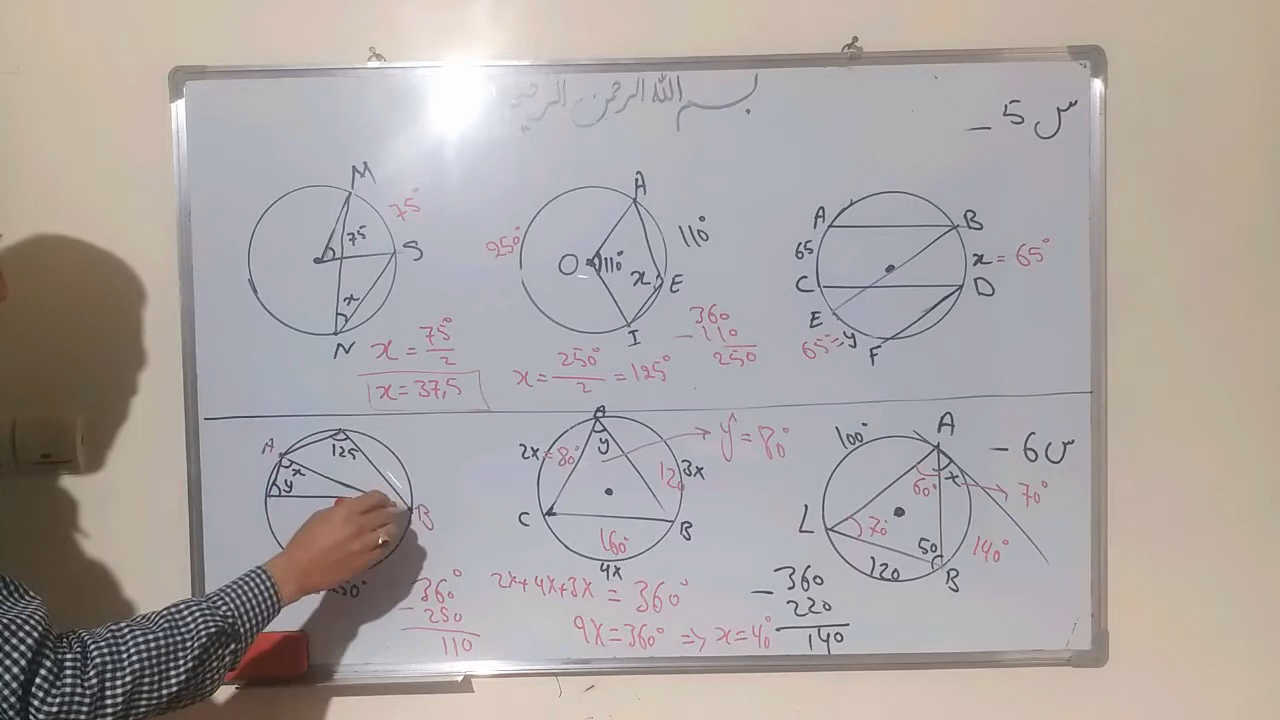 بسم الله الرحمن الرحيم
س 5 -
M
75°
75
S
x
N
x = 75°/2
x = 37,5
A
250°
O
110°
110°
x
E
I
360
- 110
250
x = 250°/2 = 125°
A
B
65
x = 65°
C
D
E
65° = y
F
س 6 -
A
125
x
y
B
250°
360°
- 250
110
A
y
ŷ = 80°
2x = 80°
120
3x
C
B
160°
4x
2x + 4x + 3x = 360°
9x = 360° => x = 40°
100°
A
60°
x
70°
L
70°
140°
50
120
B
- 360
220
140